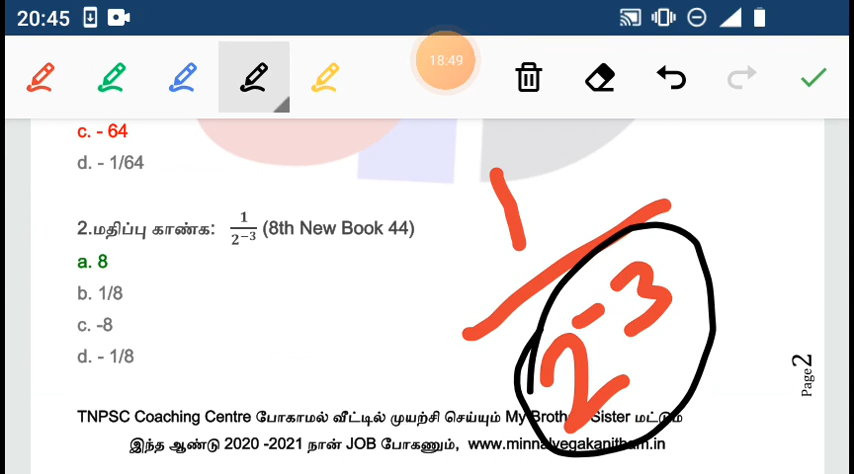 20:45
18:49
c. - 64
d. - 1/64
2.மதிப்பு காண்க: 1/2⁻³ (8th New Book 44)
a. 8
b. 1/8
c. -8
d. - 1/8
1
2⁻³
Page 2
TNPSC Coaching Centre போகாமல் வீட்டில் முயற்சி செய்யும் My Brother Sister மட்டும்
இந்த ஆண்டு 2020 -2021 நான் JOB போகணும், www.minnalvegakanitham.in